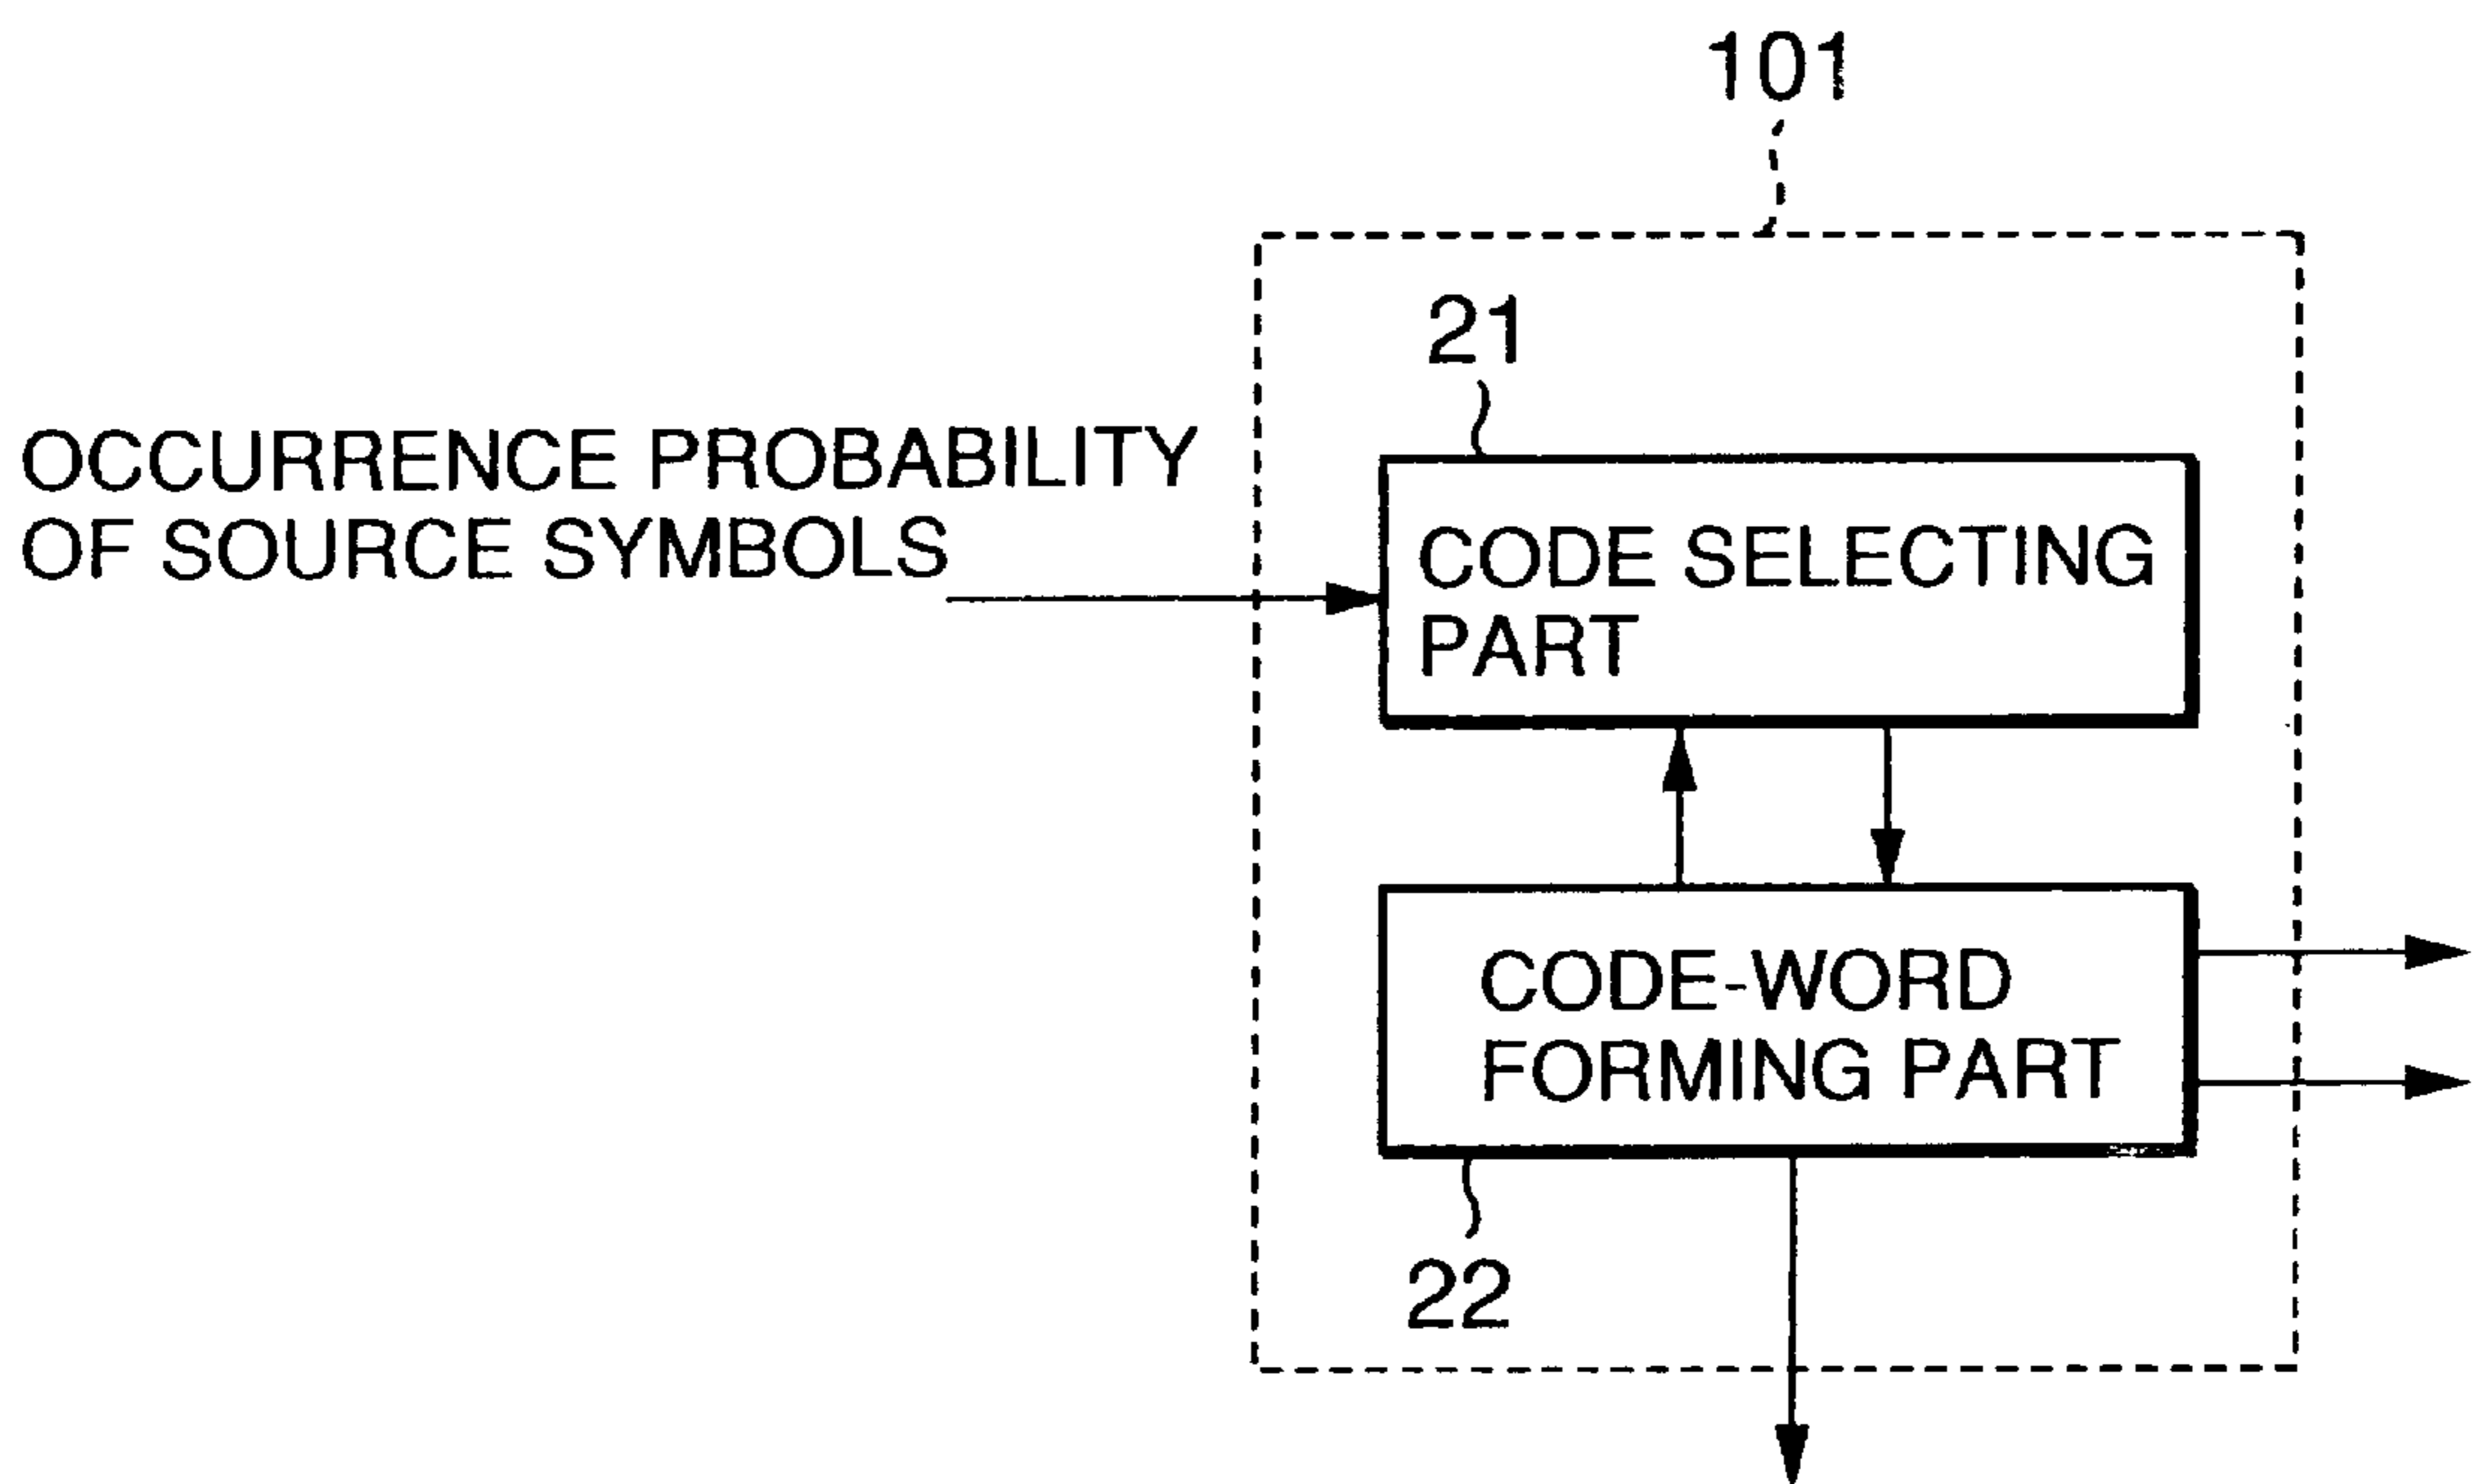 101
21
OCCURRENCE PROBABILITY
OF SOURCE SYMBOLS
CODE SELECTING
PART
CODE-WORD
FORMING PART
22